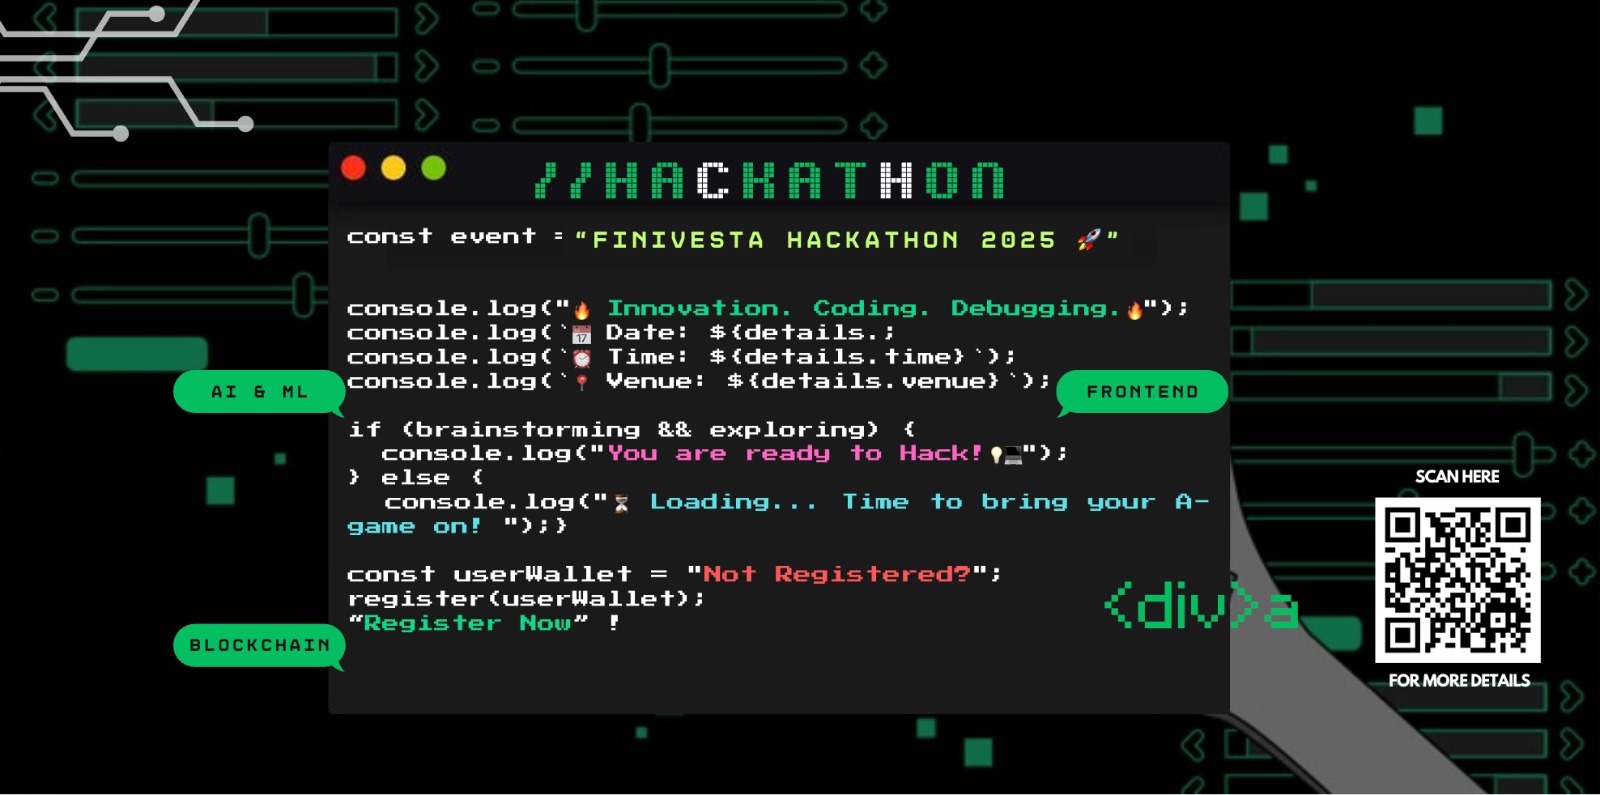 //HACKATHON
const event = “FINIVESTA HACKATHON 2025 🚀”
console.log("🔥 Innovation. Coding. Debugging.🔥");
console.log(`📅 Date: ${details.;
console.log(`⏰ Time: ${details.time}`);
console.log(`📍 Venue: ${details.venue}`);
AI & ML
FRONTEND
if (brainstorming && exploring) {
console.log("You are ready to Hack!💡💻");
} else {
console.log("⏳ Loading... Time to bring your A-
game on! ");}
SCAN HERE
const userWallet = "Not Registered?";
register(userWallet);
“Register Now” !
<div>a
BLOCKCHAIN
FOR MORE DETAILS